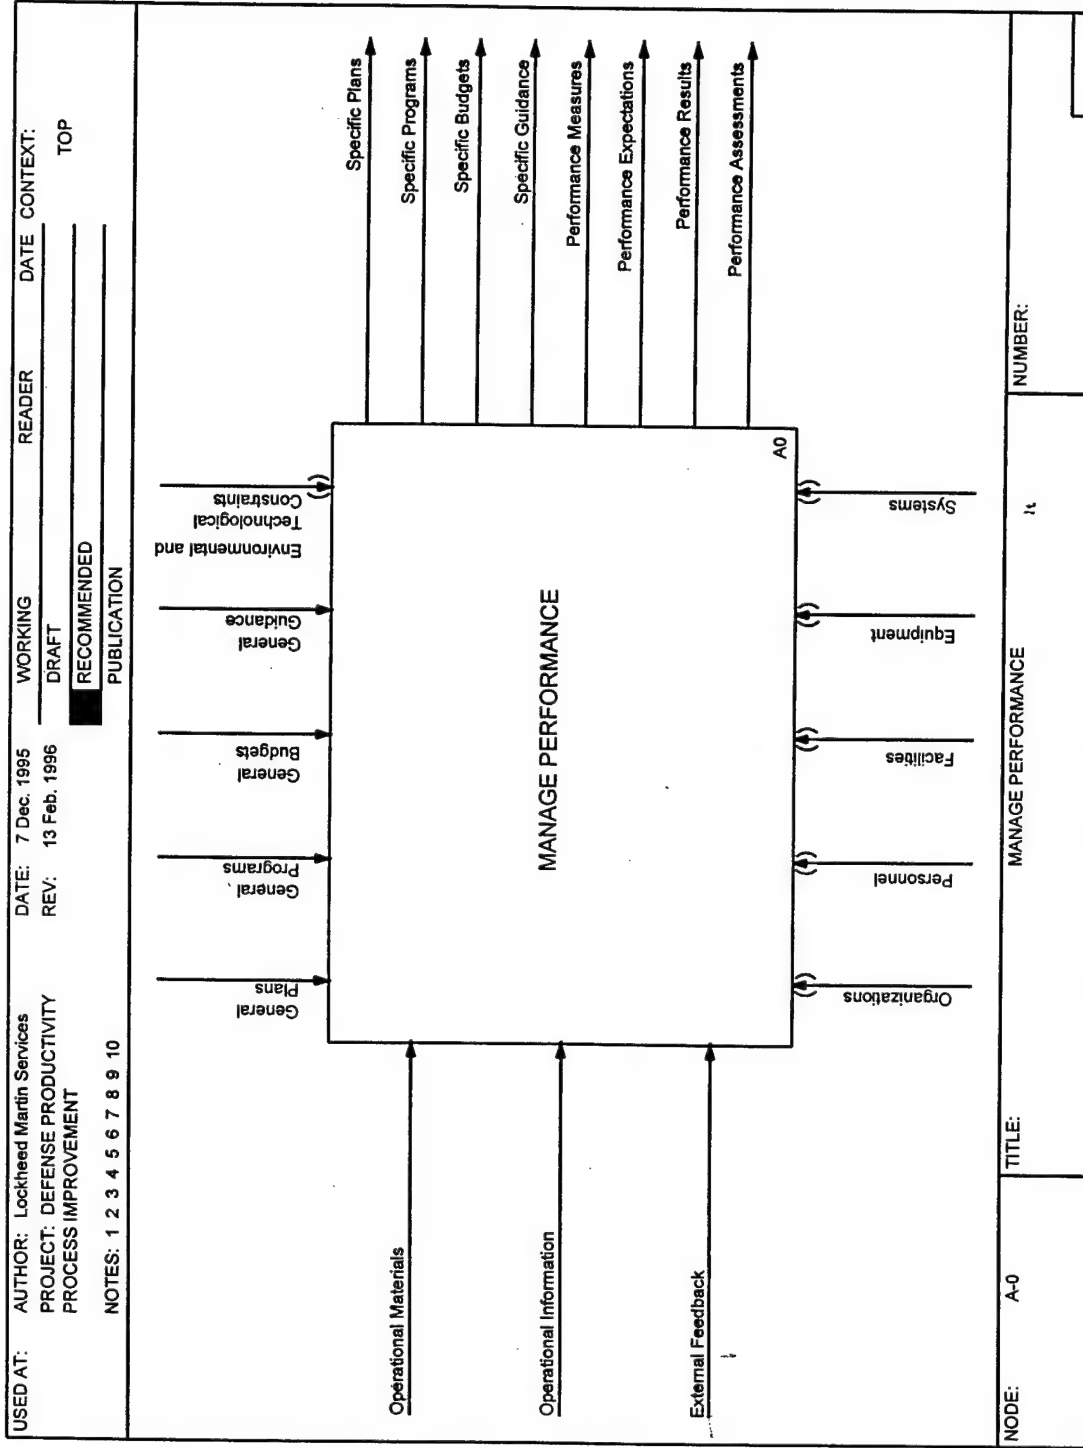 USED AT:
AUTHOR: Lockheed Martin Services
PROJECT: DEFENSE PRODUCTIVITY
PROCESS IMPROVEMENT
NOTES: 1 2 3 4 5 6 7 8 9 10
DATE: 7 Dec. 1995
REV: 13 Feb. 1996
WORKING
DRAFT
RECOMMENDED
PUBLICATION
READER
DATE
CONTEXT:
TOP
General
Plans
General
Programs
General
Budgets
General
Guidance
Environmental and
Technological
Constraints
Operational Materials
Operational Information
External Feedback
MANAGE PERFORMANCE
A0
Specific Plans
Specific Programs
Specific Budgets
Specific Guidance
Performance Measures
Performance Expectations
Performance Results
Performance Assessments
Organizations
Personnel
Facilities
Equipment
Systems
NODE:
A-0
TITLE:
MANAGE PERFORMANCE
NUMBER: